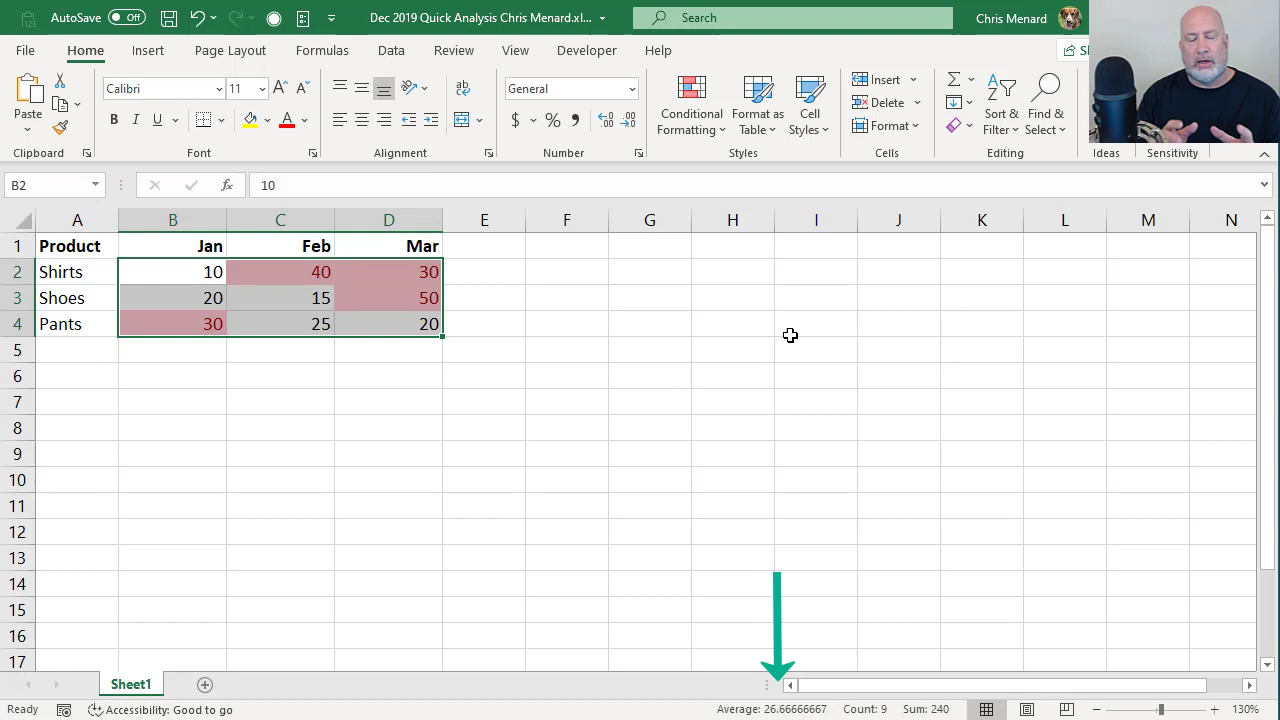 AutoSave Off Dec 2019 Quick Analysis Chris Menard.xl... Search Chris Menard
File Home Insert Page Layout Formulas Data Review View Developer Help
Calibri 11 General
Paste
Conditional Formatting
Format as Table
Cell Styles
Insert
Delete
Format
Sort & Filter
Find & Select
Clipboard Font Alignment Number Styles Cells Editing Ideas Sensitivity
B2 10
A B C D E F G H I J K L M N
1 Product Jan Feb Mar
2 Shirts 10 40 30
3 Shoes 20 15 50
4 Pants 30 25 20
5
6
7
8
9
10
11
12
13
14
15
16
17
Sheet1
Ready Accessibility: Good to go Average: 26.66666667 Count: 9 Sum: 240 130%